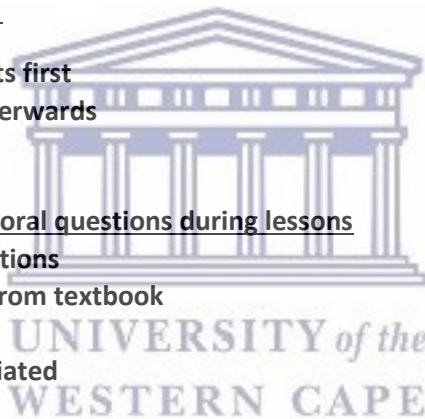 ts first
erwards
oral questions during lessons
tions
rom textbook
UNIVERSITY of the
iated
WESTERN CAPE